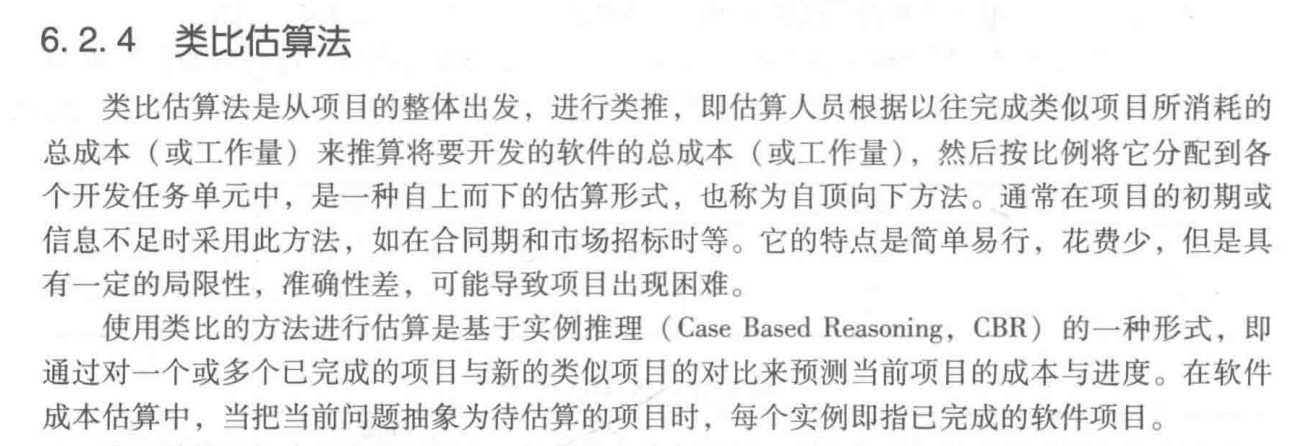 6.2.4 类比估算法
类比估算法是从项目的整体出发，进行类推，即估算人员根据以往完成类似项目所消耗的
总成本（或工作量）来推算将要开发的软件的总成本（或工作量），然后按比例将它分配到各
个开发任务单元中，是一种自上而下的估算形式，也称为自顶向下方法。通常在项目的初期或
信息不足时采用此方法，如在合同期和市场招标时等。它的特点是简单易行，花费少，但是具
有一定的局限性，准确性差，可能导致项目出现困难。
使用类比的方法进行估算是基于实例推理（Case Based Reasoning，CBR）的一种形式，即
通过对一个或多个已完成的项目与新的类似项目的对比来预测当前项目的成本与进度。在软件
成本估算中，当把当前问题抽象为待估算的项目时，每个实例即指已完成的软件项目。